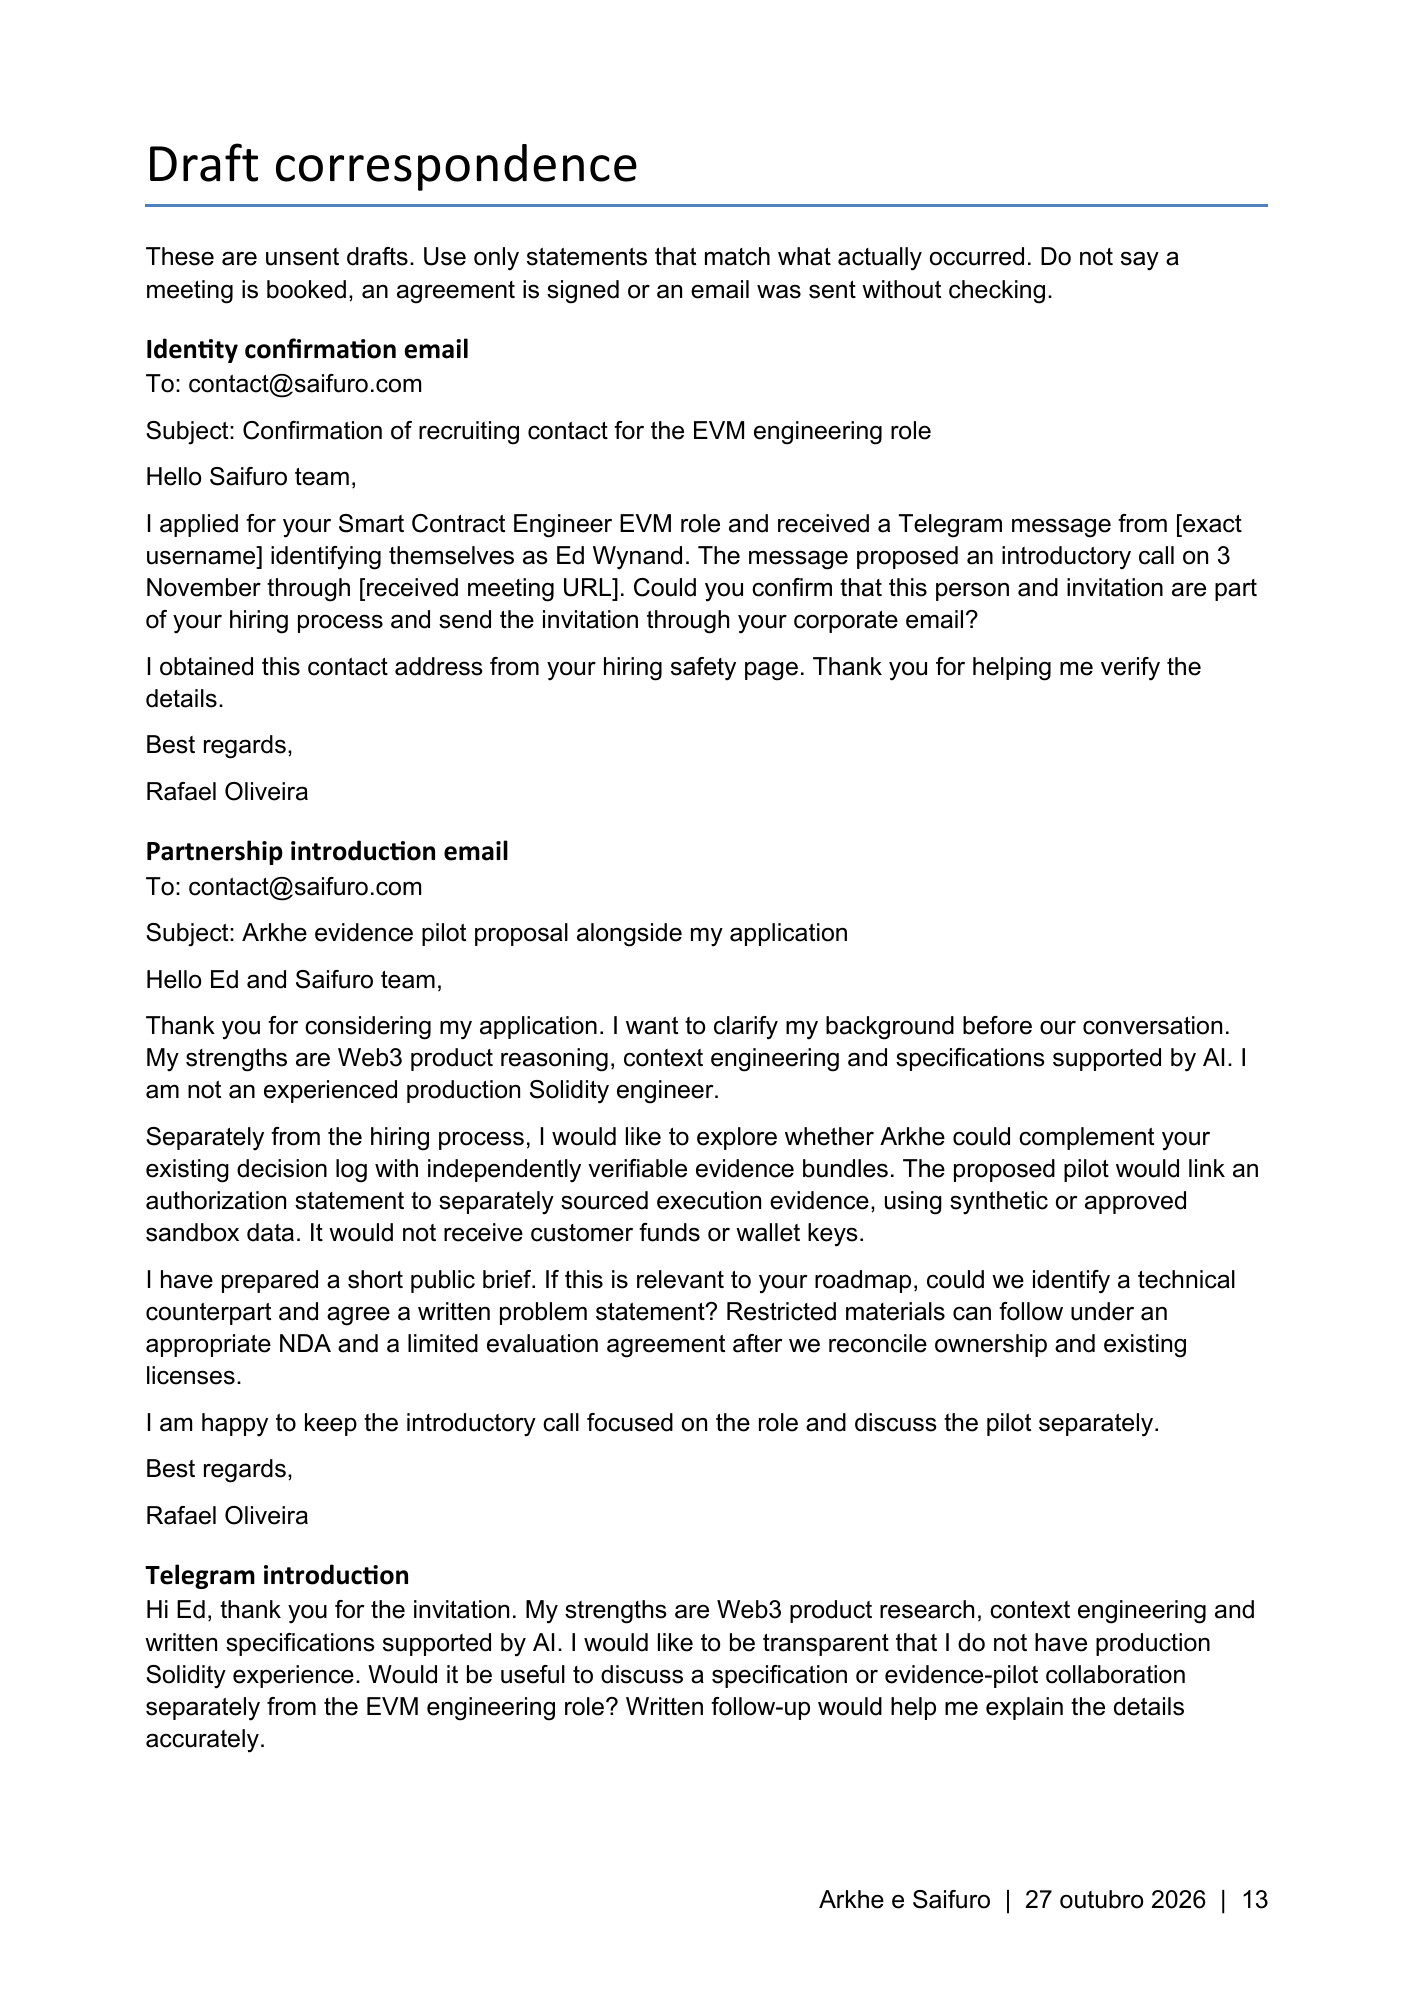 Draft correspondence
These are unsent drafts. Use only statements that match what actually occurred. Do not say a
meeting is booked, an agreement is signed or an email was sent without checking.
Identity confirmation email
To: contact@saifuro.com
Subject: Confirmation of recruiting contact for the EVM engineering role
Hello Saifuro team,
I applied for your Smart Contract Engineer EVM role and received a Telegram message from [exact
username] identifying themselves as Ed Wynand. The message proposed an introductory call on 3
November through [received meeting URL]. Could you confirm that this person and invitation are part
of your hiring process and send the invitation through your corporate email?
I obtained this contact address from your hiring safety page. Thank you for helping me verify the
details.
Best regards,
Rafael Oliveira
Partnership introduction email
To: contact@saifuro.com
Subject: Arkhe evidence pilot proposal alongside my application
Hello Ed and Saifuro team,
Thank you for considering my application. I want to clarify my background before our conversation.
My strengths are Web3 product reasoning, context engineering and specifications supported by AI. I
am not an experienced production Solidity engineer.
Separately from the hiring process, I would like to explore whether Arkhe could complement your
existing decision log with independently verifiable evidence bundles. The proposed pilot would link an
authorization statement to separately sourced execution evidence, using synthetic or approved
sandbox data. It would not receive customer funds or wallet keys.
I have prepared a short public brief. If this is relevant to your roadmap, could we identify a technical
counterpart and agree a written problem statement? Restricted materials can follow under an
appropriate NDA and a limited evaluation agreement after we reconcile ownership and existing
licenses.
I am happy to keep the introductory call focused on the role and discuss the pilot separately.
Best regards,
Rafael Oliveira
Telegram introduction
Hi Ed, thank you for the invitation. My strengths are Web3 product research, context engineering and
written specifications supported by AI. I would like to be transparent that I do not have production
Solidity experience. Would it be useful to discuss a specification or evidence-pilot collaboration
separately from the EVM engineering role? Written follow-up would help me explain the details
accurately.
Arkhe e Saifuro | 27 outubro 2026 | 13